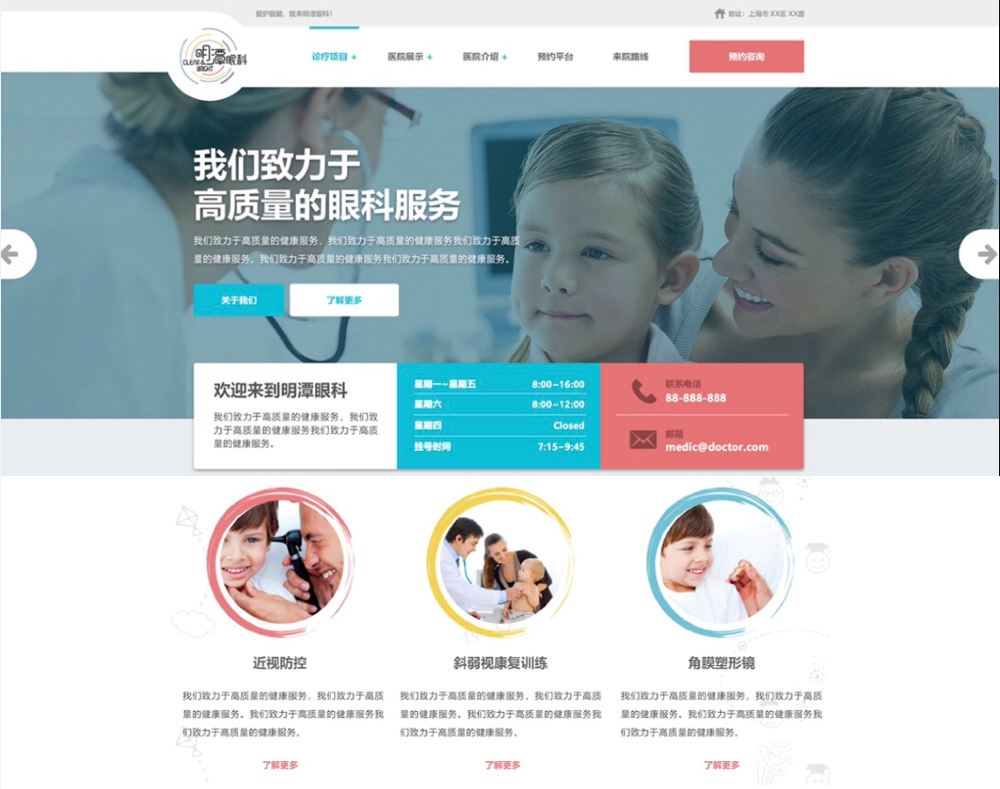 爱护眼睛，就来明潭眼科！
地址：上海市 XX区 XX路
明潭眼科
CLEAR&
BRIGHT
诊疗项目 +
医院展示 +
医院介绍 +
预约平台
来院路线
预约咨询
我们致力于
高质量的眼科服务
我们致力于高质量的健康服务，我们致力于高质量的健康服务我们致力于高质
量的健康服务。我们致力于高质量的健康服务我们致力于高质量的健康服务。
关于我们
了解更多
欢迎来到明潭眼科
我们致力于高质量的健康服务，我们致
力于高质量的健康服务我们致力于高质
量的健康服务。
星期一~星期五 8:00~16:00
星期六 8:00~12:00
星期四 Closed
挂号时间 7:15~9:45
联系电话
88-888-888
邮箱
medic@doctor.com
近视防控
我们致力于高质量的健康服务，我们致力于高质
量的健康服务。我们致力于高质量的健康服务我
们致力于高质量的健康服务。
了解更多
斜弱视康复训练
我们致力于高质量的健康服务，我们致力于高质
量的健康服务。我们致力于高质量的健康服务我
们致力于高质量的健康服务。
了解更多
角膜塑形镜
我们致力于高质量的健康服务，我们致力于高质
量的健康服务。我们致力于高质量的健康服务我
们致力于高质量的健康服务。
了解更多